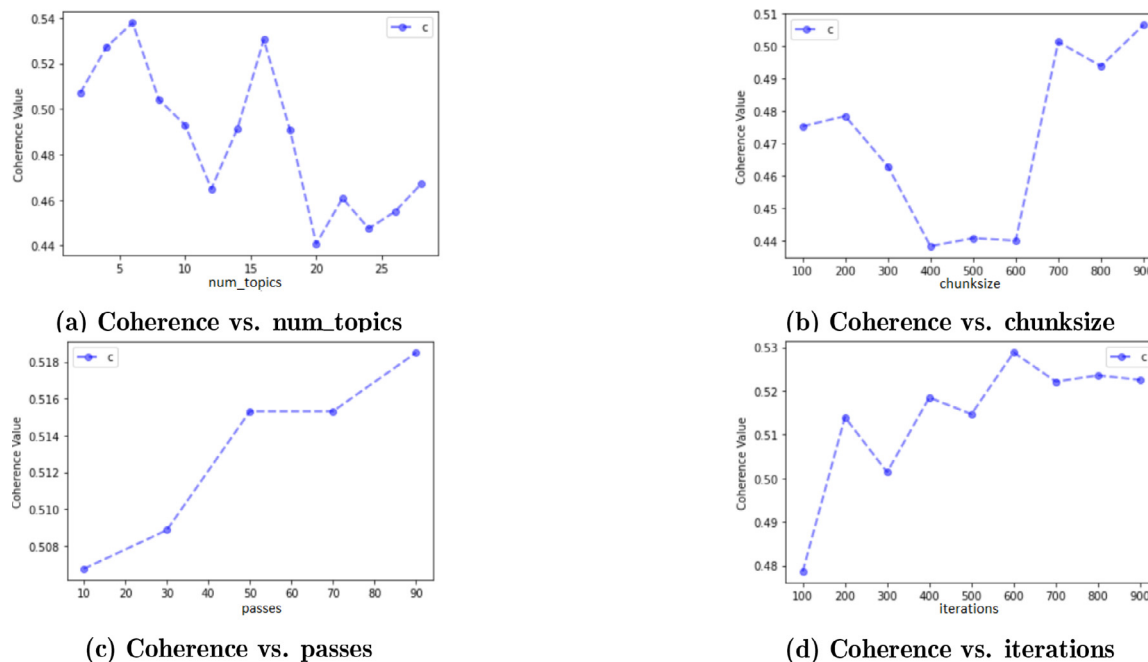 0.54
0.52
0.50
0.48
0.46
0.44
Coherence Value
c
5 10 15 20 25
num_topics
(a) Coherence vs. num_topics
0.51
0.50
0.49
0.48
0.47
0.46
0.45
0.44
Coherence Value
c
100 200 300 400 500 600 700 800 900
chunksize
(b) Coherence vs. chunksize
0.518
0.516
0.514
0.512
0.510
0.508
Coherence Value
c
10 20 30 40 50 60 70 80 90
passes
(c) Coherence vs. passes
0.53
0.52
0.51
0.50
0.49
0.48
Coherence Value
c
100 200 300 400 500 600 700 800 900
iterations
(d) Coherence vs. iterations